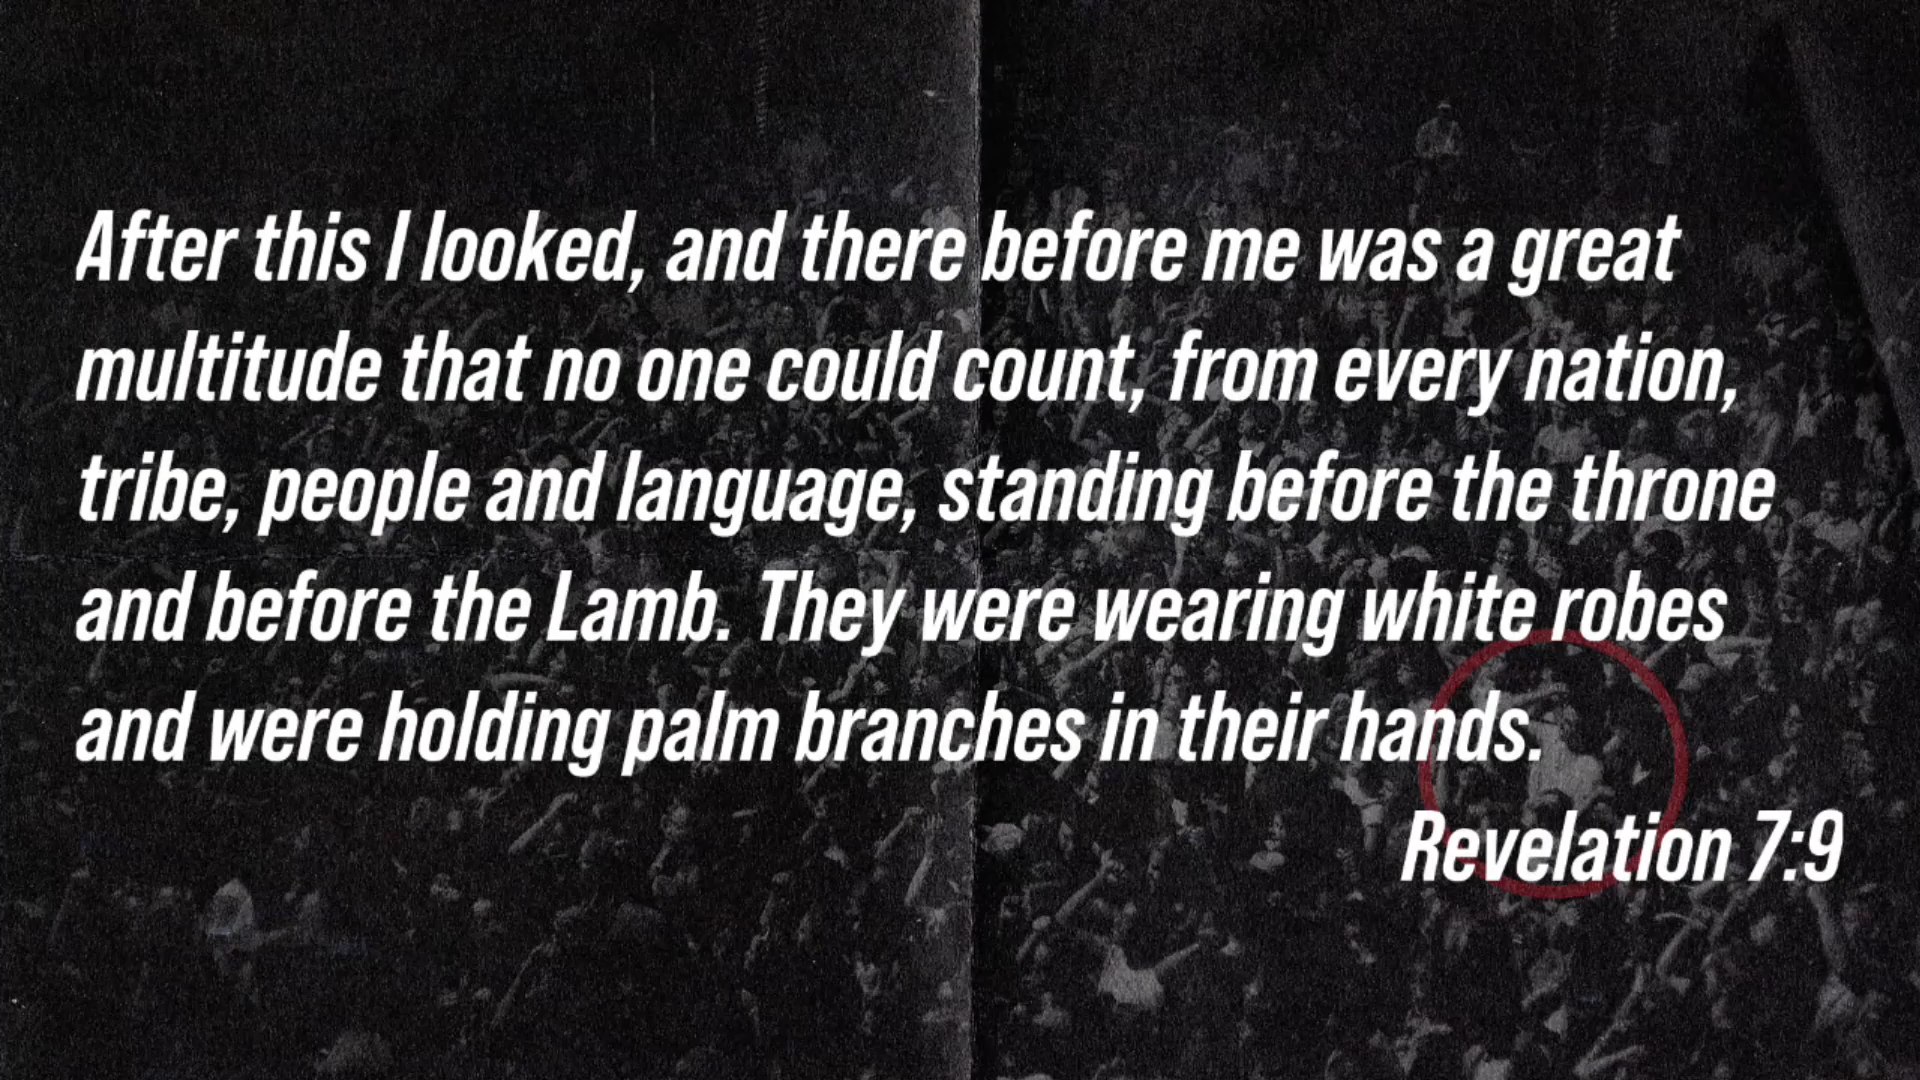 After this I looked, and there before me was a great
multitude that no one could count, from every nation,
tribe, people and language, standing before the throne
and before the Lamb. They were wearing white robes
and were holding palm branches in their hands.
Revelation 7:9